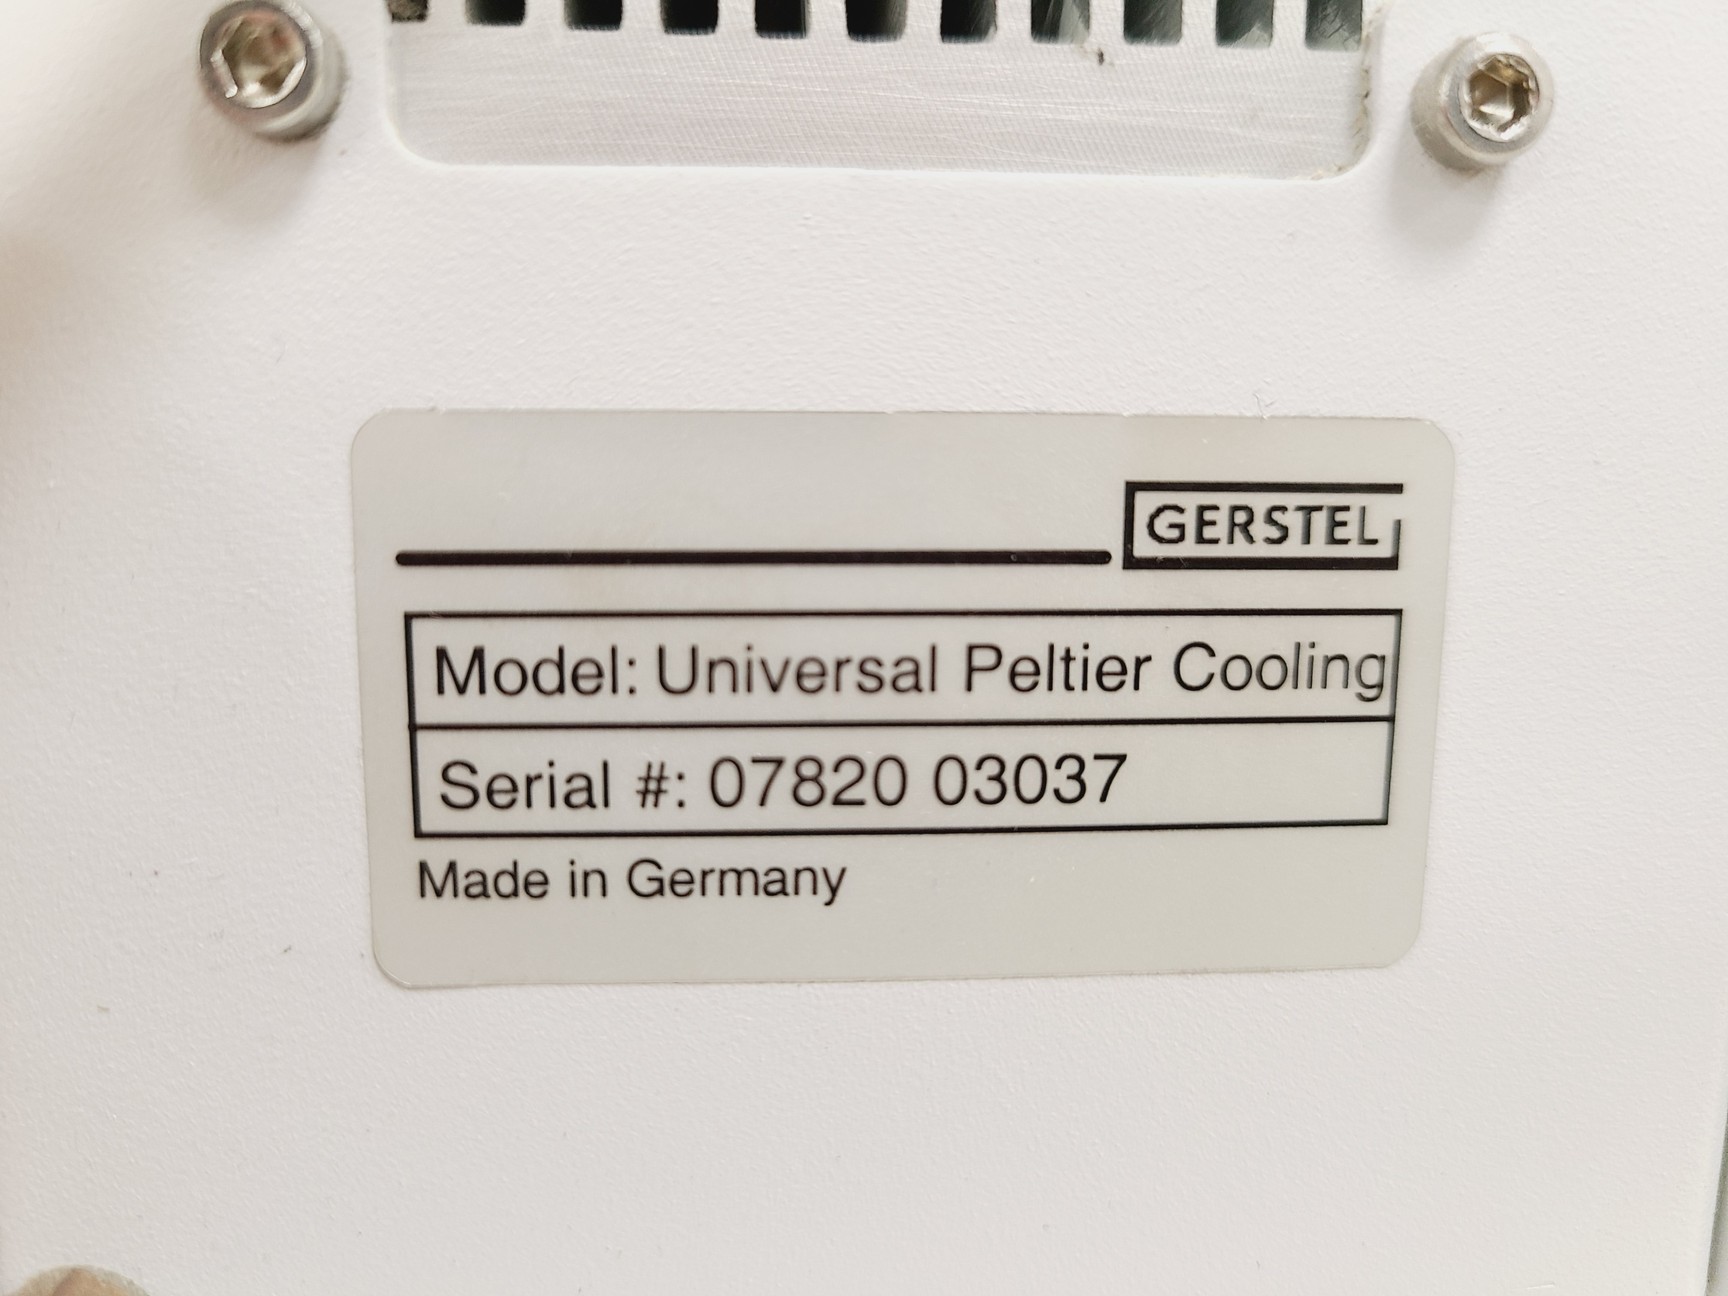 GERSTEL
Model: Universal Peltier Cooling
Serial #: 07820 03037
Made in Germany